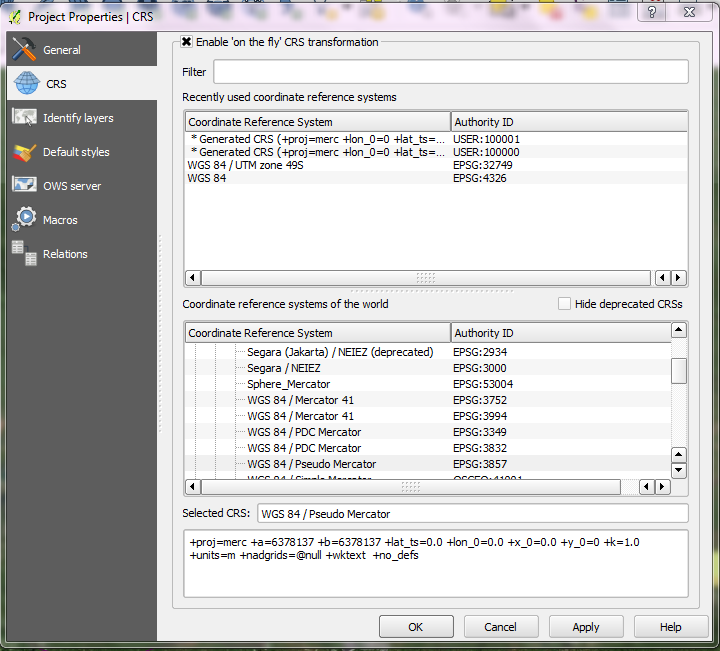 Project Properties | CRS
?
General
CRS
Identify layers
Default styles
OWS server
Macros
Relations
Enable 'on the fly' CRS transformation
Filter
Recently used coordinate reference systems
Coordinate Reference System Authority ID
* Generated CRS (+proj=merc +lon_0=0 +lat_ts=... USER:100001
* Generated CRS (+proj=merc +lon_0=0 +lat_ts=... USER:100000
WGS 84 / UTM zone 49S EPSG:32749
WGS 84 EPSG:4326
Coordinate reference systems of the world
Hide deprecated CRSs
Coordinate Reference System Authority ID
Segara (Jakarta) / NEIEZ (deprecated) EPSG:2934
Segara / NEIEZ EPSG:3000
Sphere_Mercator EPSG:53004
WGS 84 / Mercator 41 EPSG:3752
WGS 84 / Mercator 41 EPSG:3994
WGS 84 / PDC Mercator EPSG:3349
WGS 84 / PDC Mercator EPSG:3832
WGS 84 / Pseudo Mercator EPSG:3857
Selected CRS: WGS 84 / Pseudo Mercator
+proj=merc +a=6378137 +b=6378137 +lat_ts=0.0 +lon_0=0.0 +x_0=0.0 +y_0=0 +k=1.0
+units=m +nadgrids=@null +wktext +no_defs
OK Cancel Apply Help